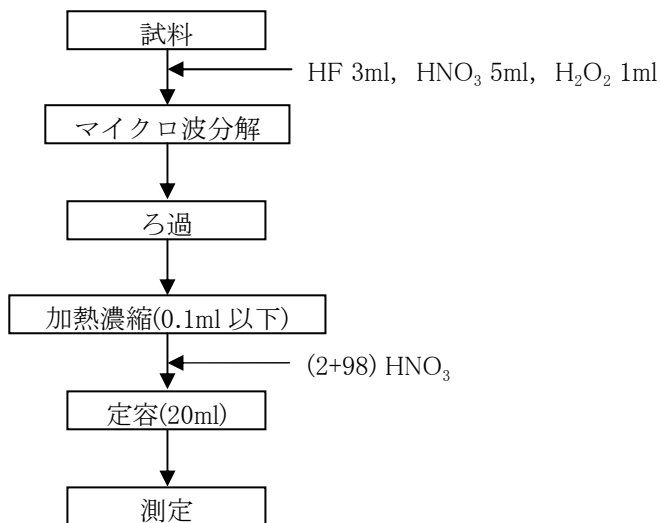 試料
HF 3ml, HNO₃ 5ml, H₂O₂ 1ml
マイクロ波分解
ろ過
加熱濃縮(0.1ml 以下)
(2+98) HNO₃
定容(20ml)
測定